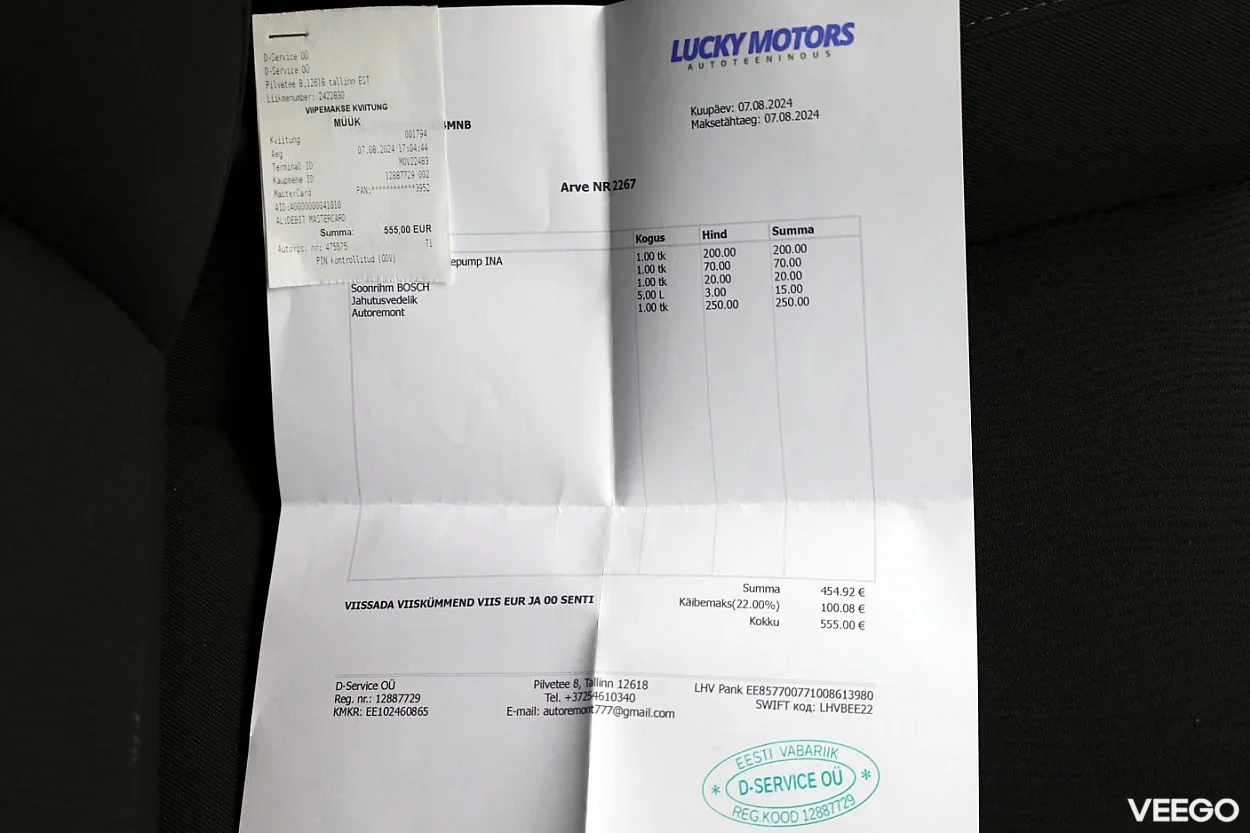 D-Service OÜ
D-Service OÜ
Pilvetee 8,12618 tallinn EST
Liikmenumber: 2422830
VIIPEMAKSE KVIITUNG
MÜÜK
Kviitung 001794
Aeg 07.08.2024 17:04:44
Terminal ID MOV22483
Kaupmehe ID 12887729 002
MasterCard PAN:************3952
AID:A0000000041010
AL:DEBIT MASTERCARD
Summa: 555,00 EUR
Autoris. nr: 475575 T1
PIN kontrollitud (ODV)
LUCKY MOTORS
AUTOTEENINDUS
Kuupäev: 07.08.2024
Maksetähtaeg: 07.08.2024
4MNB
Arve NR 2267
Kogus Hind Summa
1.00 tk 200.00 200.00
epump INA 1.00 tk 70.00 70.00
1.00 tk 20.00 20.00
Soonrihm BOSCH
Jahutusvedelik 5.00 L 3.00 15.00
Autoremont 1.00 tk 250.00 250.00
VIISSADA VIISKÜMMEND VIIS EUR JA 00 SENTI
Summa 454.92 €
Käibemaks(22.00%) 100.08 €
Kokku 555.00 €
D-Service OÜ
Reg. nr.: 12887729
KMKR: EE102460865
Pilvetee 8, Tallinn 12618
Tel. +37254610340
E-mail: autoremont777@gmail.com
LHV Pank EE857700771008613980
SWIFT код: LHVBEE22
EESTI VABARIIK
* D-SERVICE OÜ *
REG.KOOD 12887729
VEEGO